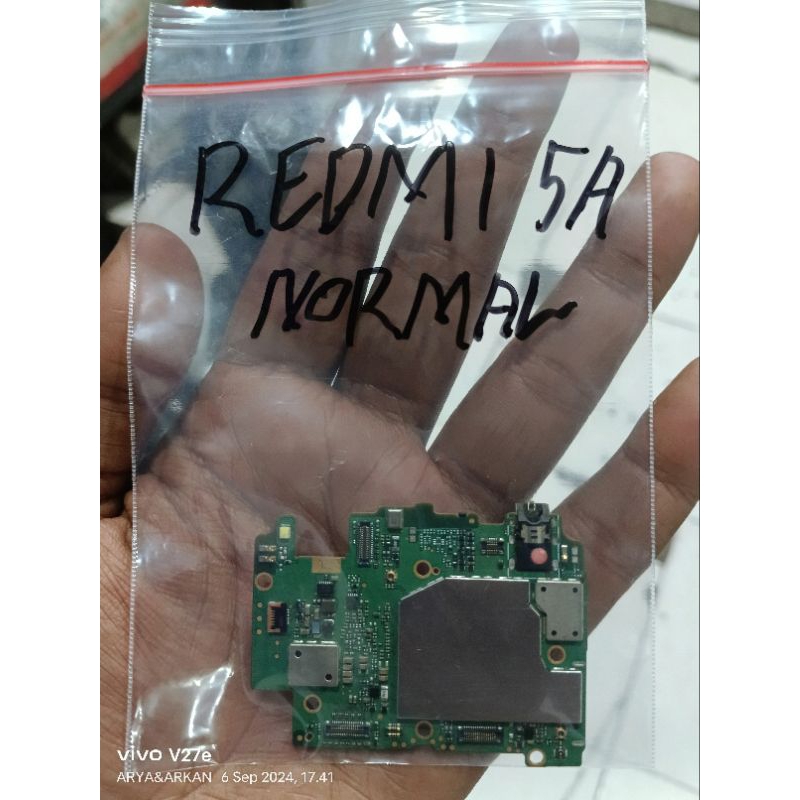 REDMI 5A
NORMAL
vivo V27e
ARYA&ARKAN 6 Sep 2024, 17.41